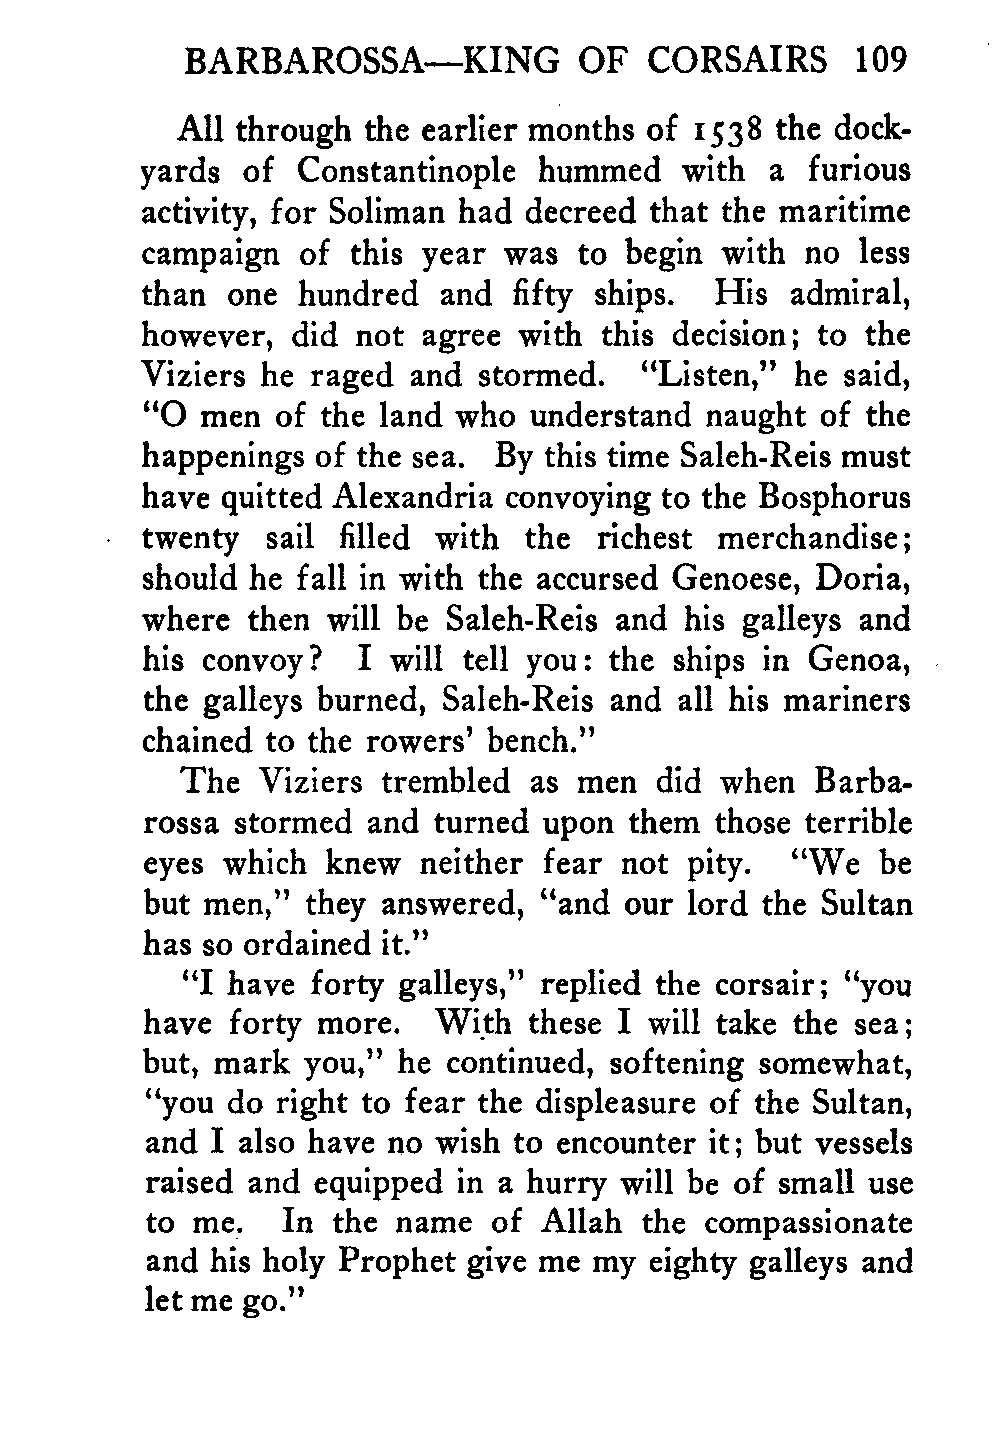 BARBAROSSA—KING OF CORSAIRS 109
All through the earlier months of 1538 the dock-
yards of Constantinople hummed with a furious
activity, for Soliman had decreed that the maritime
campaign of this year was to begin with no less
than one hundred and fifty ships. His admiral,
however, did not agree with this decision; to the
Viziers he raged and stormed. "Listen," he said,
"O men of the land who understand naught of the
happenings of the sea. By this time Saleh-Reis must
have quitted Alexandria convoying to the Bosphorus
twenty sail filled with the richest merchandise;
should he fall in with the accursed Genoese, Doria,
where then will be Saleh-Reis and his galleys and
his convoy? I will tell you: the ships in Genoa,
the galleys burned, Saleh-Reis and all his mariners
chained to the rowers' bench."
The Viziers trembled as men did when Barba-
rossa stormed and turned upon them those terrible
eyes which knew neither fear not pity. "We be
but men," they answered, "and our lord the Sultan
has so ordained it."
"I have forty galleys," replied the corsair; "you
have forty more. With these I will take the sea;
but, mark you," he continued, softening somewhat,
"you do right to fear the displeasure of the Sultan,
and I also have no wish to encounter it; but vessels
raised and equipped in a hurry will be of small use
to me. In the name of Allah the compassionate
and his holy Prophet give me my eighty galleys and
let me go."